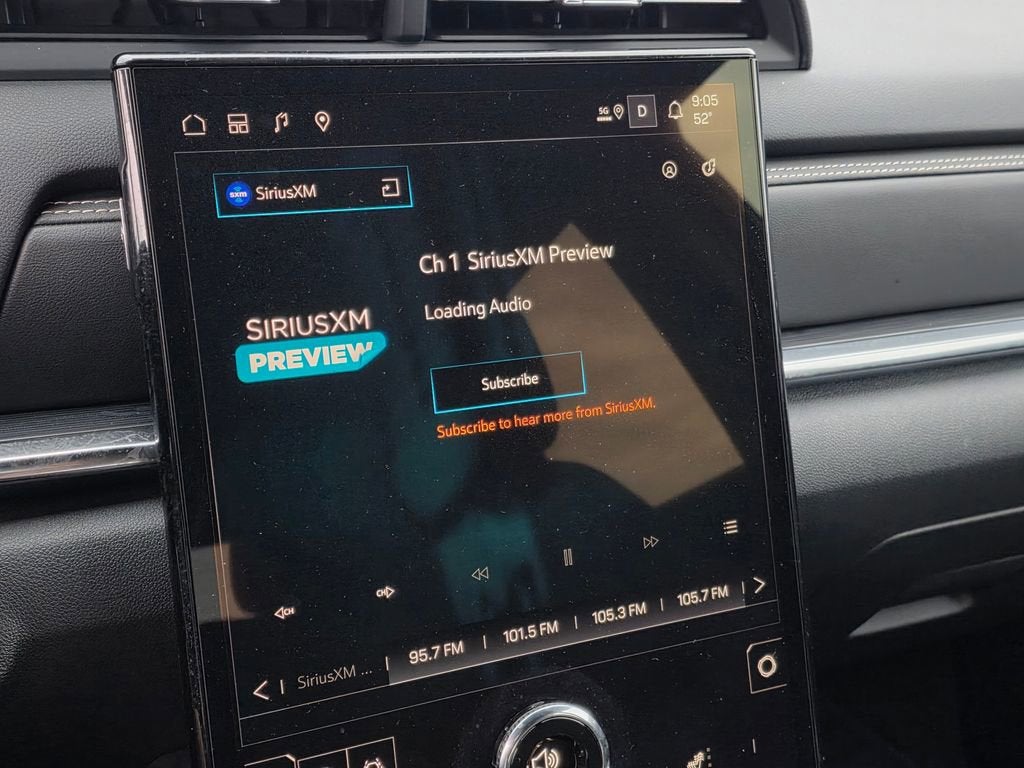 5G D 9:05
52°
sxm SiriusXM
Ch 1 SiriusXM Preview
Loading Audio
SIRIUSXM
PREVIEW
Subscribe
Subscribe to hear more from SiriusXM.
CH CH
SiriusXM ... 95.7 FM 101.5 FM 105.3 FM 105.7 FM